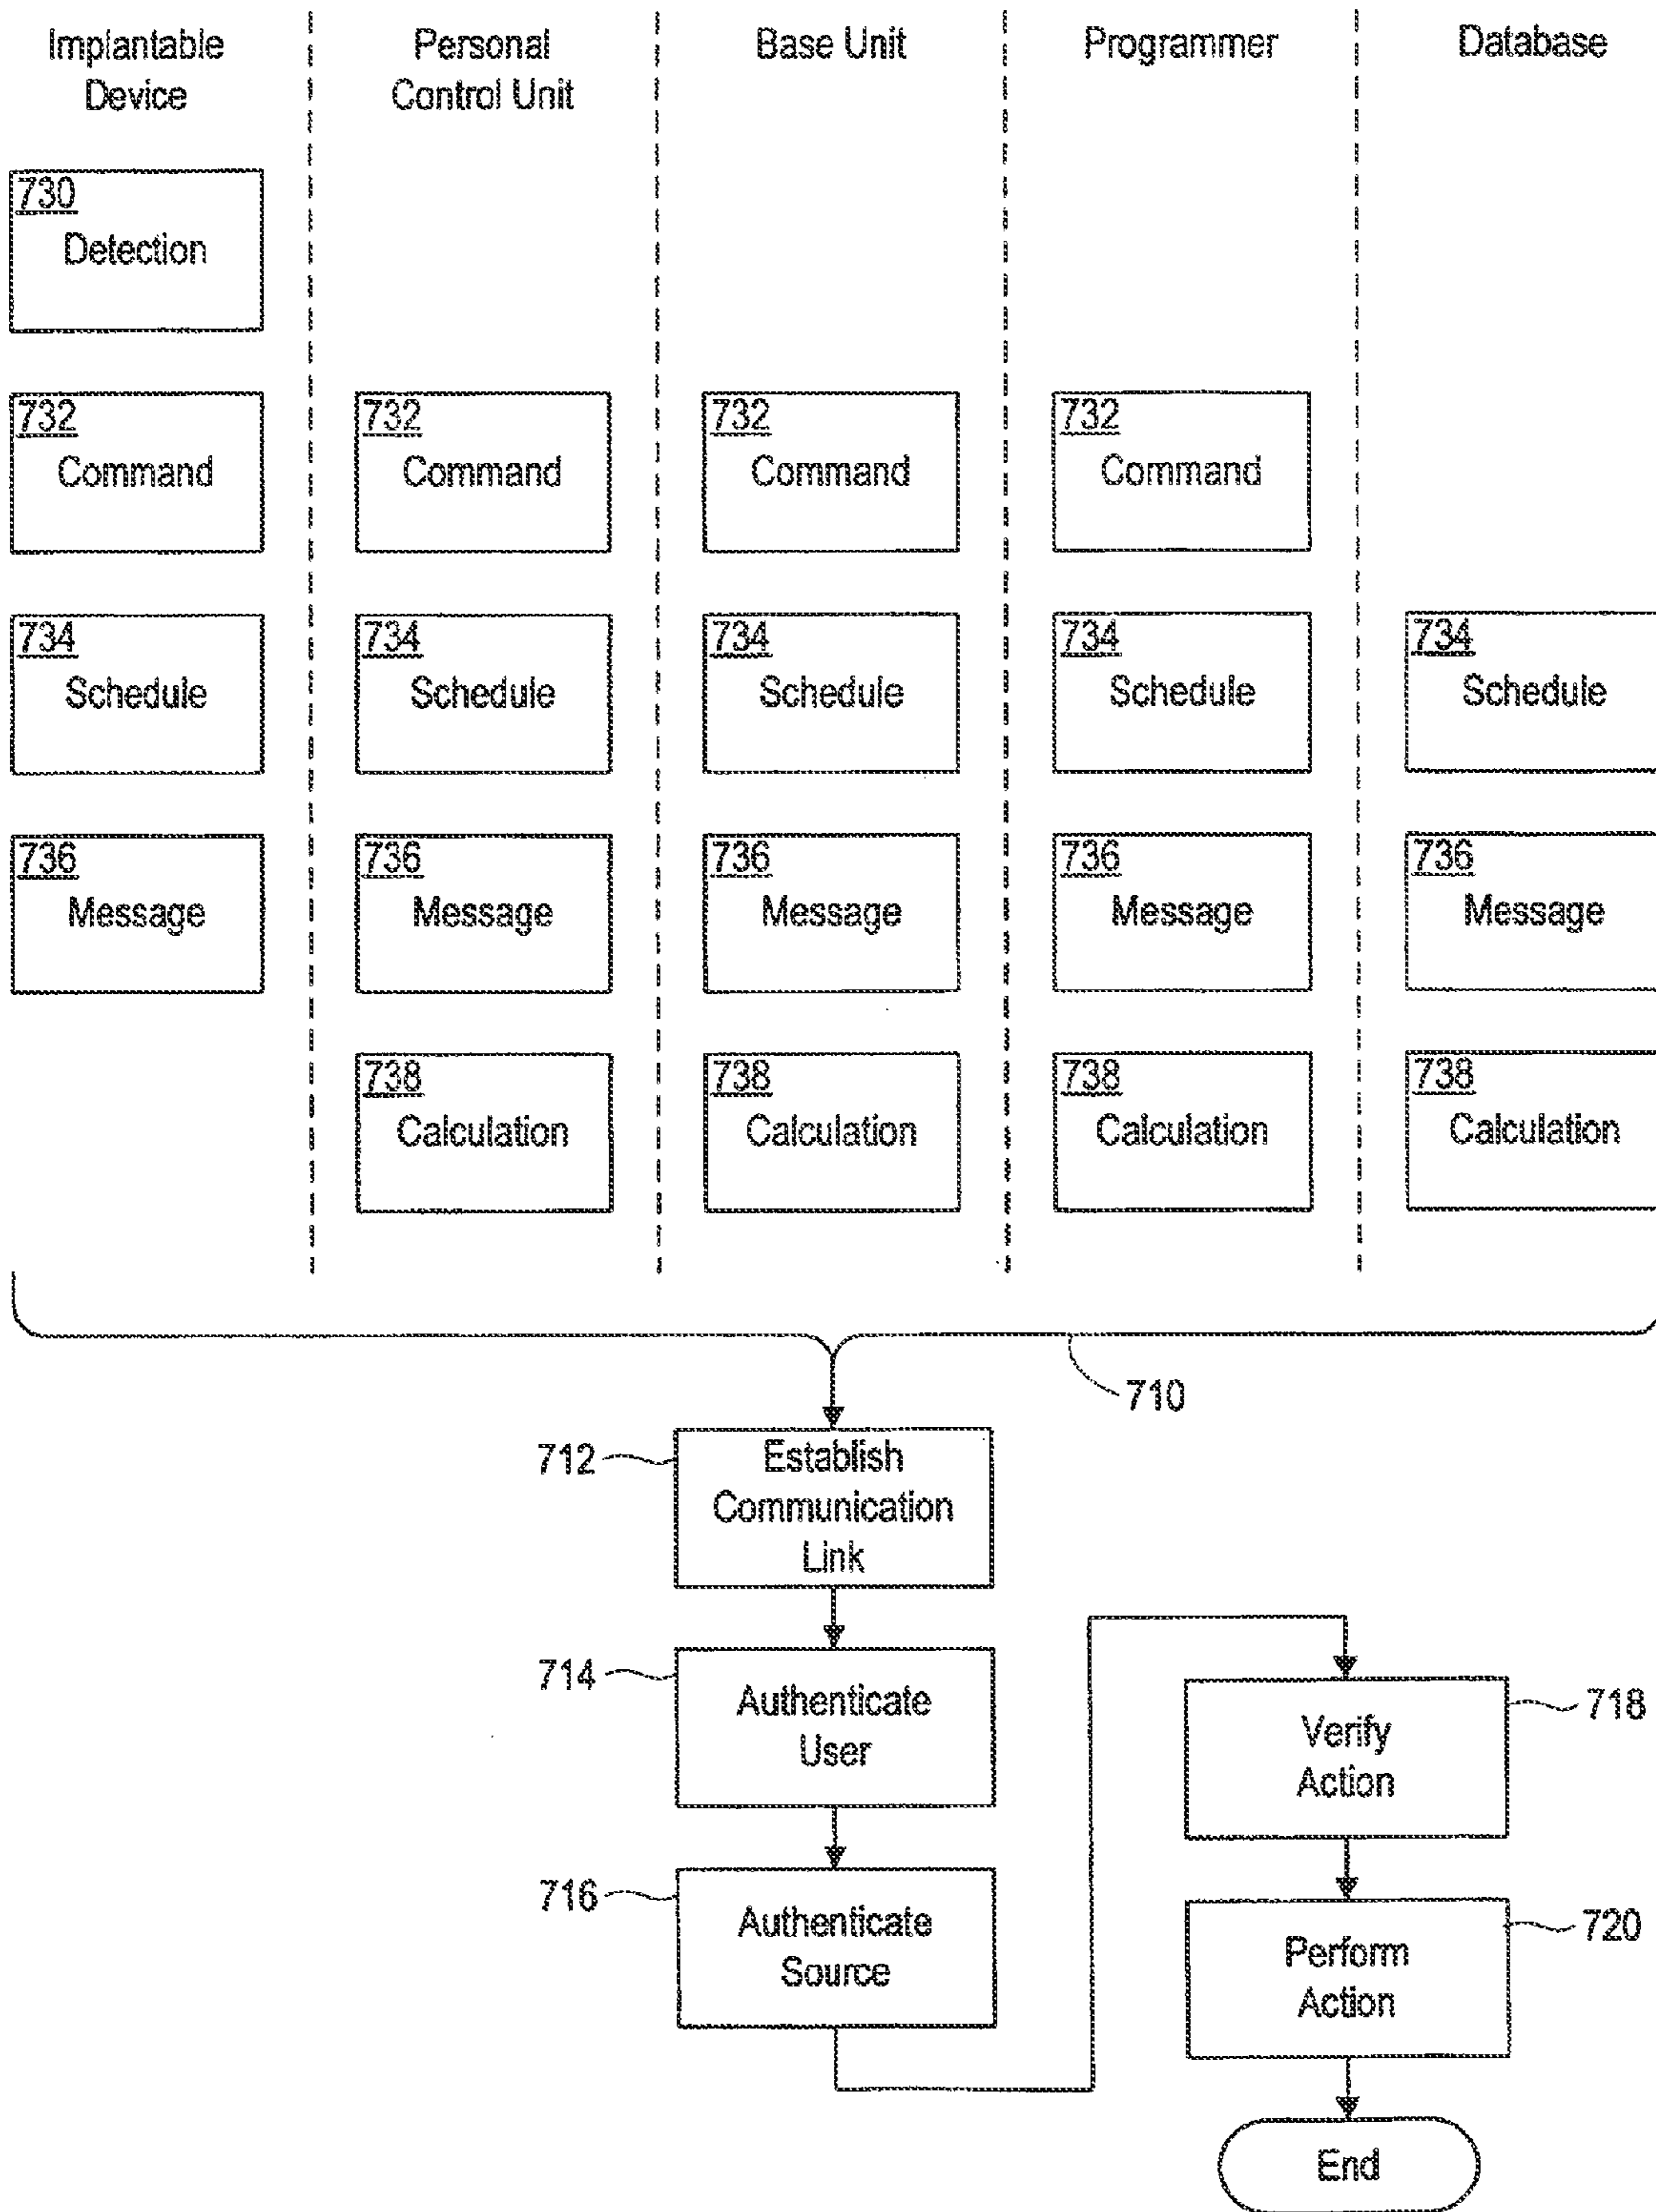 Implantable
Device
Personal
Control Unit
Base Unit
Programmer
Database
730
Detection
732
Command
732
Command
732
Command
732
Command
734
Schedule
734
Schedule
734
Schedule
734
Schedule
734
Schedule
736
Message
736
Message
736
Message
736
Message
736
Message
738
Calculation
738
Calculation
738
Calculation
738
Calculation
710
712
Establish
Communication
Link
714
Authenticate
User
716
Authenticate
Source
718
Verify
Action
720
Perform
Action
End